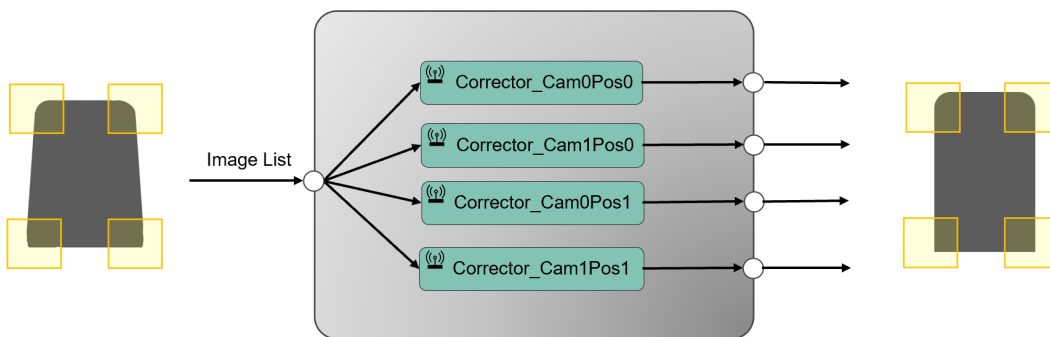 Corrector_Cam0Pos0
Corrector_Cam1Pos0
Image List
Corrector_Cam0Pos1
Corrector_Cam1Pos1